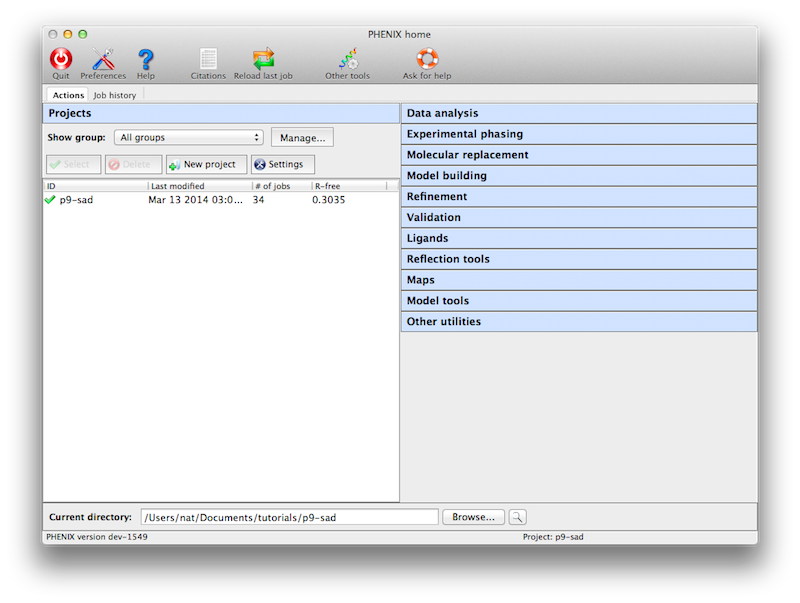 PHENIX home
Quit Preferences Help Citations Reload last job Other tools Ask for help
Actions Job history
Projects
Show group: All groups Manage...
Select Delete New project Settings
ID Last modified # of jobs R-free
p9-sad Mar 13 2014 03:0... 34 0.3035
Data analysis
Experimental phasing
Molecular replacement
Model building
Refinement
Validation
Ligands
Reflection tools
Maps
Model tools
Other utilities
Current directory: /Users/nat/Documents/tutorials/p9-sad Browse...
PHENIX version dev-1549 Project: p9-sad